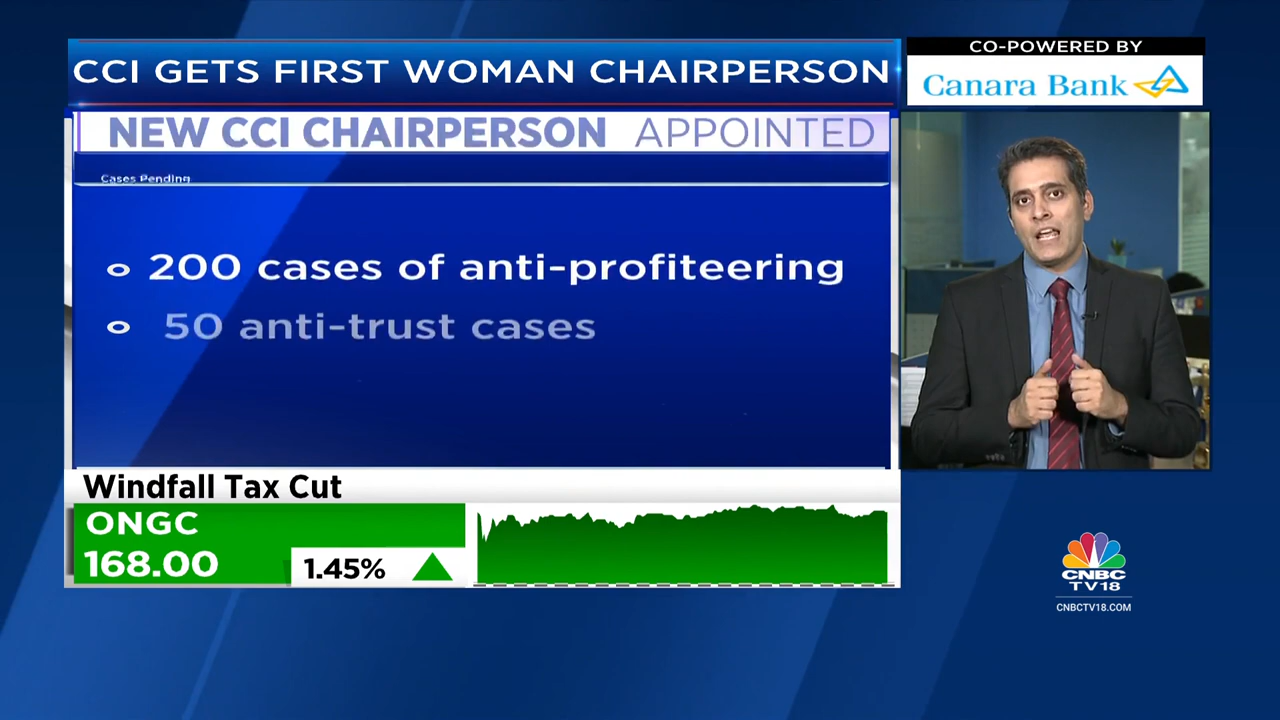 CCI GETS FIRST WOMAN CHAIRPERSON
CO-POWERED BY
Canara Bank
NEW CCI CHAIRPERSON APPOINTED
Cases Pending
200 cases of anti-profiteering
50 anti-trust cases
Windfall Tax Cut
ONGC
168.00
1.45%
CNBC
TV18
CNBCTV18.COM